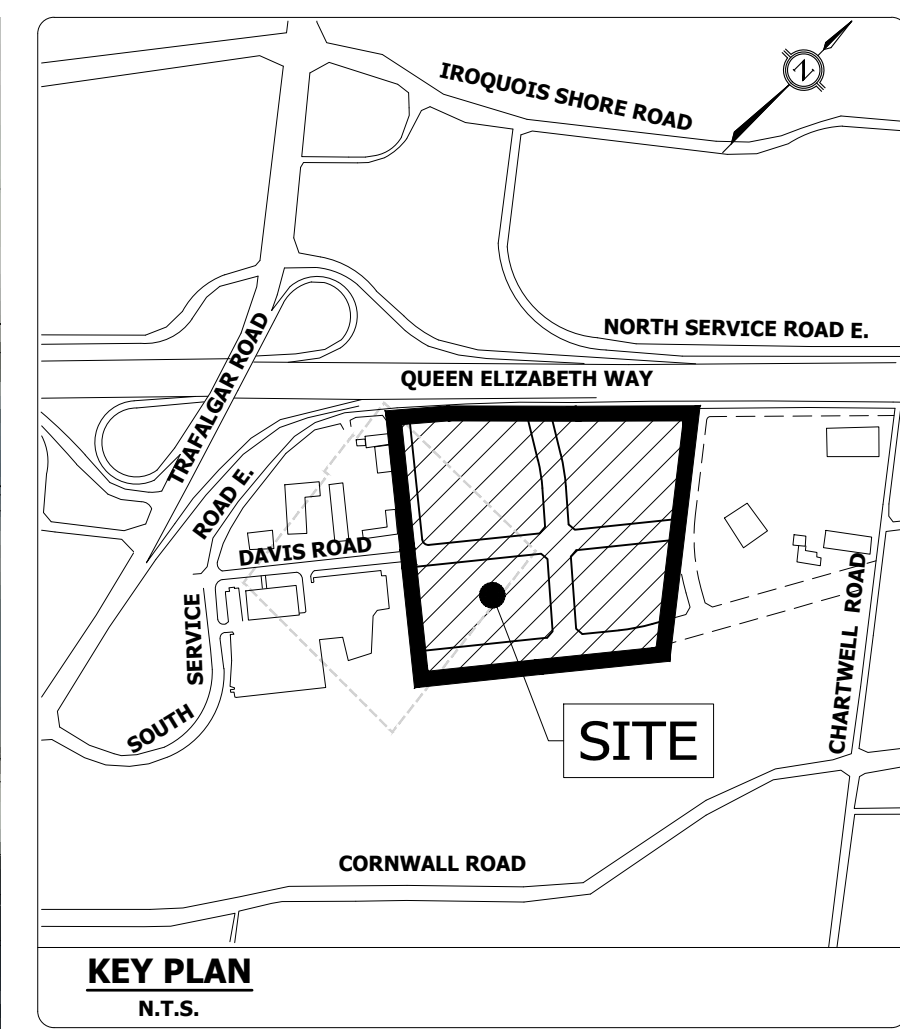 IROQUOIS SHORE ROAD
N
NORTH SERVICE ROAD E.
QUEEN ELIZABETH WAY
TRAFALGAR ROAD
ROAD E.
DAVIS ROAD
SERVICE
SOUTH
CHARTWELL ROAD
SITE
CORNWALL ROAD
KEY PLAN
N.T.S.